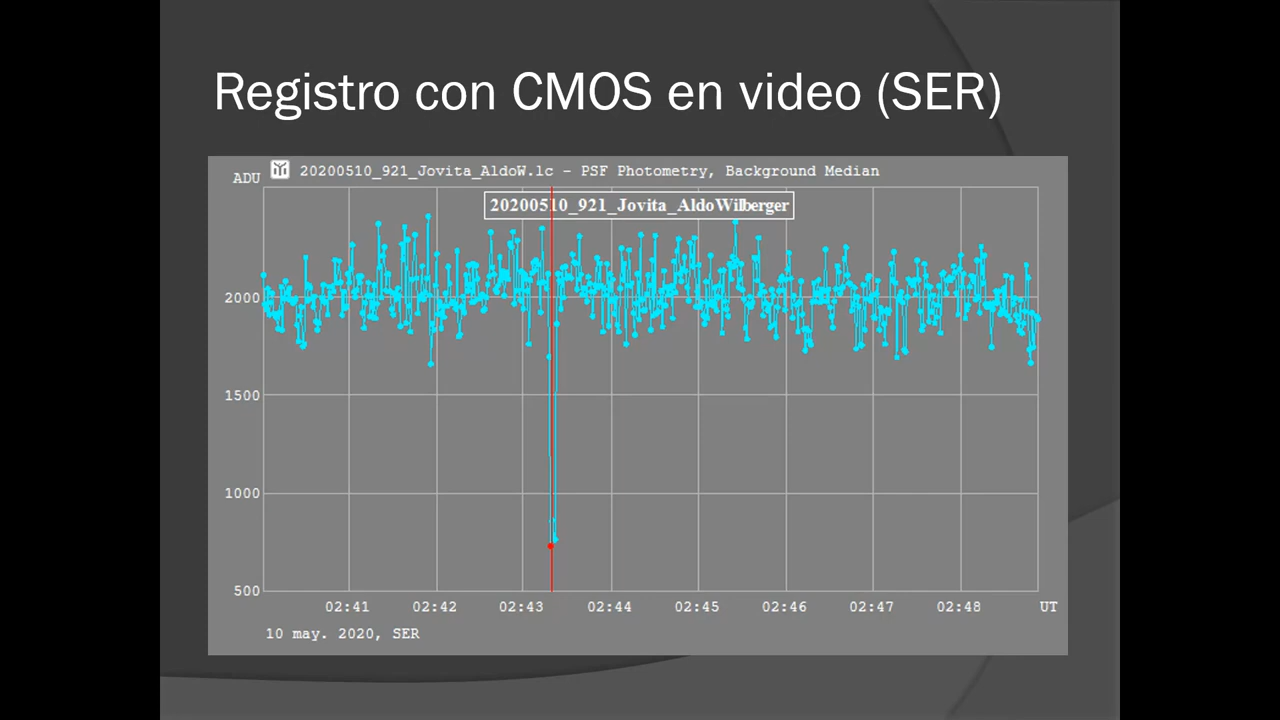 Registro con CMOS en video (SER)
ADU
20200510_921_Jovita_AldoW.lc - PSF Photometry, Background Median
20200510_921_Jovita_AldoWilberger
2000
1500
1000
500
02:41 02:42 02:43 02:44 02:45 02:46 02:47 02:48 UT
10 may. 2020, SER